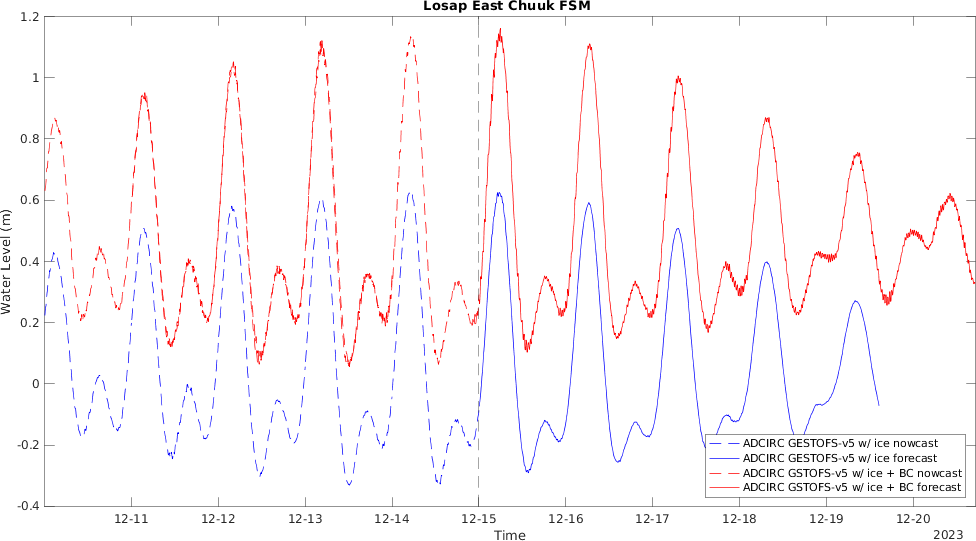 Losap East Chuuk FSM
1.2
1
0.8
0.6
0.4
0.2
0
-0.2
-0.4
Water Level (m)
ADCIRC GESTOFS-v5 w/ ice nowcast
ADCIRC GESTOFS-v5 w/ ice forecast
ADCIRC GSTOFS-v5 w/ ice + BC nowcast
ADCIRC GSTOFS-v5 w/ ice + BC forecast
12-11 12-12 12-13 12-14 12-15 12-16 12-17 12-18 12-19 12-20
Time
2023